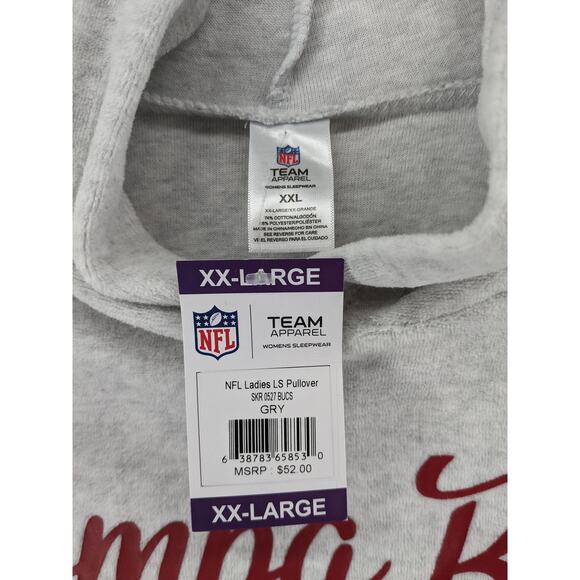 NFL
TEAM
APPAREL
WOMENS SLEEPWEAR
XXL
XX-LARGE/XX-GRANDE
74% COTTON/ALGODÓN
26% POLYESTER/POLIÉSTER
MADE IN CHINA/HECHO EN CHINA
SEE REVERSE FOR CARE
VE EL REVERSO PARA EL CUIDADO
XX-LARGE
NFL
TEAM
APPAREL
WOMENS SLEEPWEAR
NFL Ladies LS Pullover
SKR 0527 BUCS
GRY
6 38783 65853 0
MSRP : $52.00
XX-LARGE